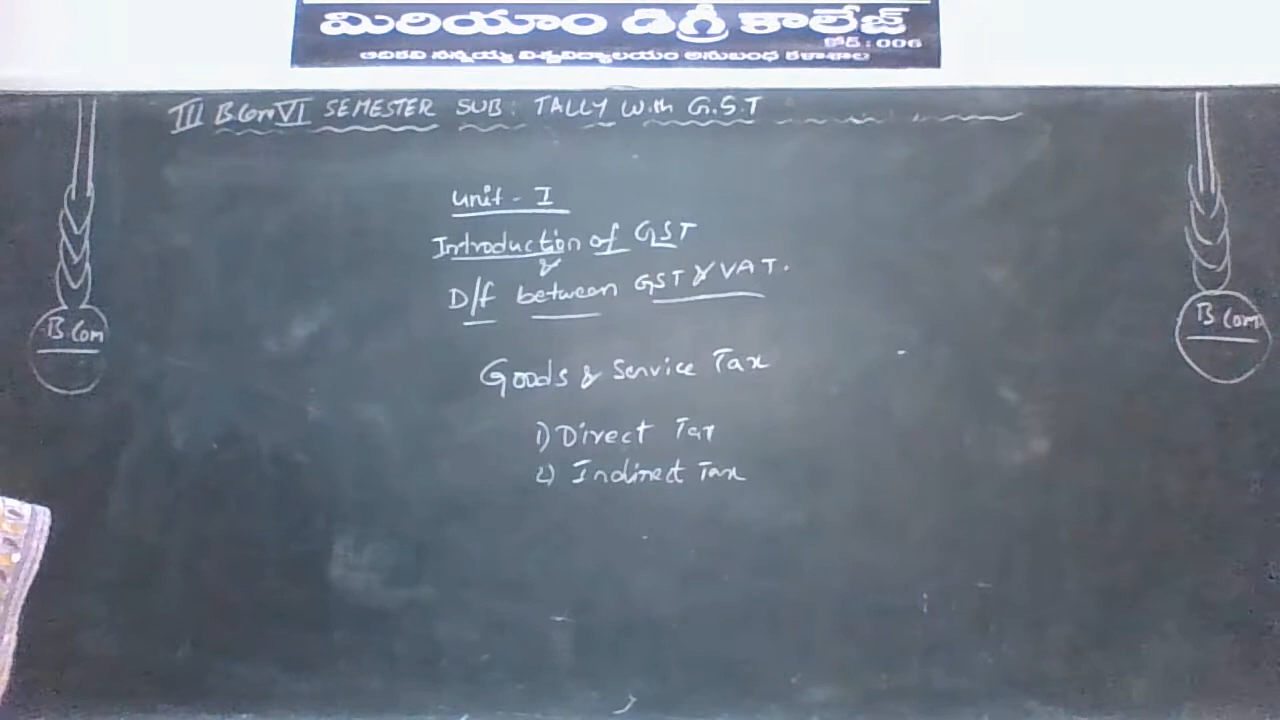 మిరియాం డిగ్రీ కాలేజ్
కోడ్ : 006
ఆదికవి నన్నయ్య విశ్వవిద్యాలయం అనుబంధ కళాశాల
III B.Com VI SEMESTER SUB: TALLY With G.S.T
Unit - I
Introduction of GST
&
D/f between GST & VAT.
B.Com
B.Com
Goods & Service Tax
1) Direct Tax
2) Indirect Tax